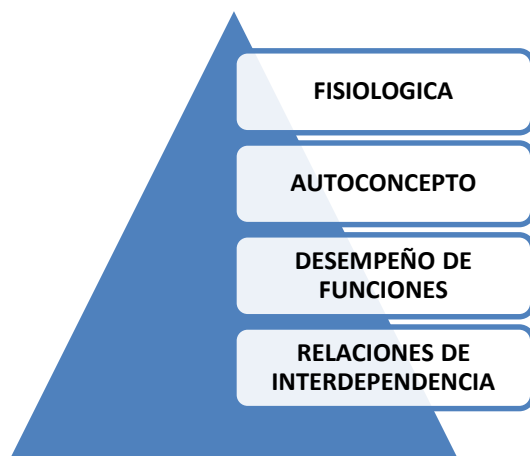 FISIOLOGICA
AUTOCONCEPTO
DESEMPEÑO DE
FUNCIONES
RELACIONES DE
INTERDEPENDENCIA